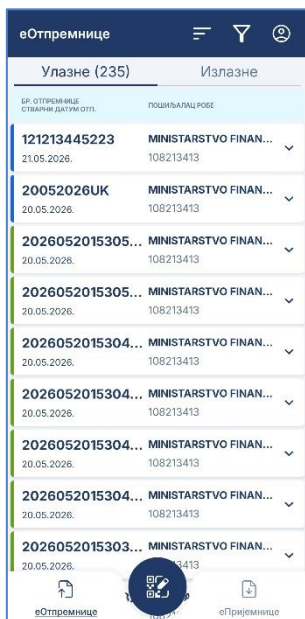 еОтпремнице
Улазне (235) Излазне
БР. ОТПРЕМНИЦЕ
СТВАРНИ ДАТУМ ОТП. ПОШИЉАЛАЦ РОБЕ
121213445223 MINISTARSTVO FINAN...
21.05.2026. 108213413
20052026UK MINISTARSTVO FINAN...
20.05.2026. 108213413
2026052015305... MINISTARSTVO FINAN...
20.05.2026. 108213413
2026052015305... MINISTARSTVO FINAN...
20.05.2026. 108213413
2026052015304... MINISTARSTVO FINAN...
20.05.2026. 108213413
2026052015304... MINISTARSTVO FINAN...
20.05.2026. 108213413
2026052015304... MINISTARSTVO FINAN...
20.05.2026. 108213413
2026052015304... MINISTARSTVO FINAN...
20.05.2026. 108213413
2026052015303... MINISTARSTVO FINAN...
20.05.2026. 3413
еОтпремнице еПријемнице